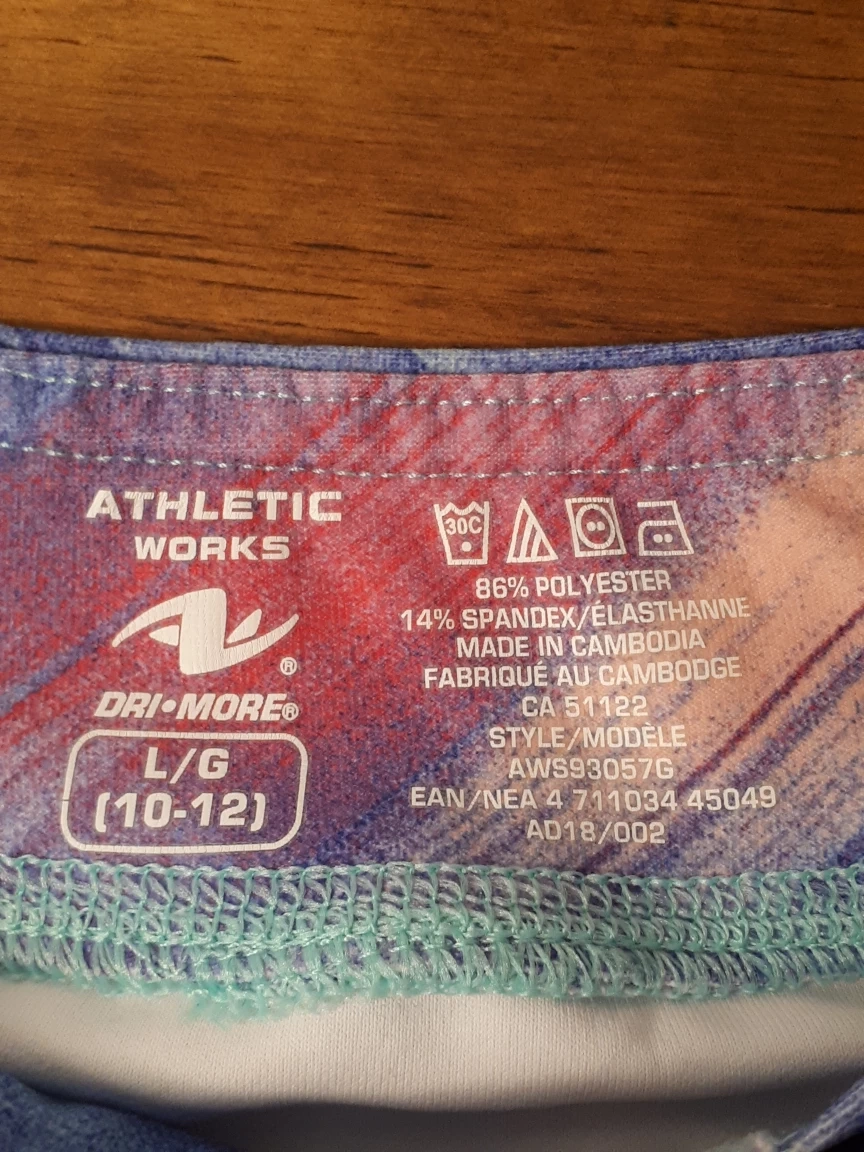 ATHLETIC
WORKS
®
DRI•MORE®
L/G
(10-12)
30C
86% POLYESTER
14% SPANDEX/ÉLASTHANNE
MADE IN CAMBODIA
FABRIQUÉ AU CAMBODGE
CA 51122
STYLE/MODÈLE
AWS93057G
EAN/NEA 4 711034 45049
AD18/002